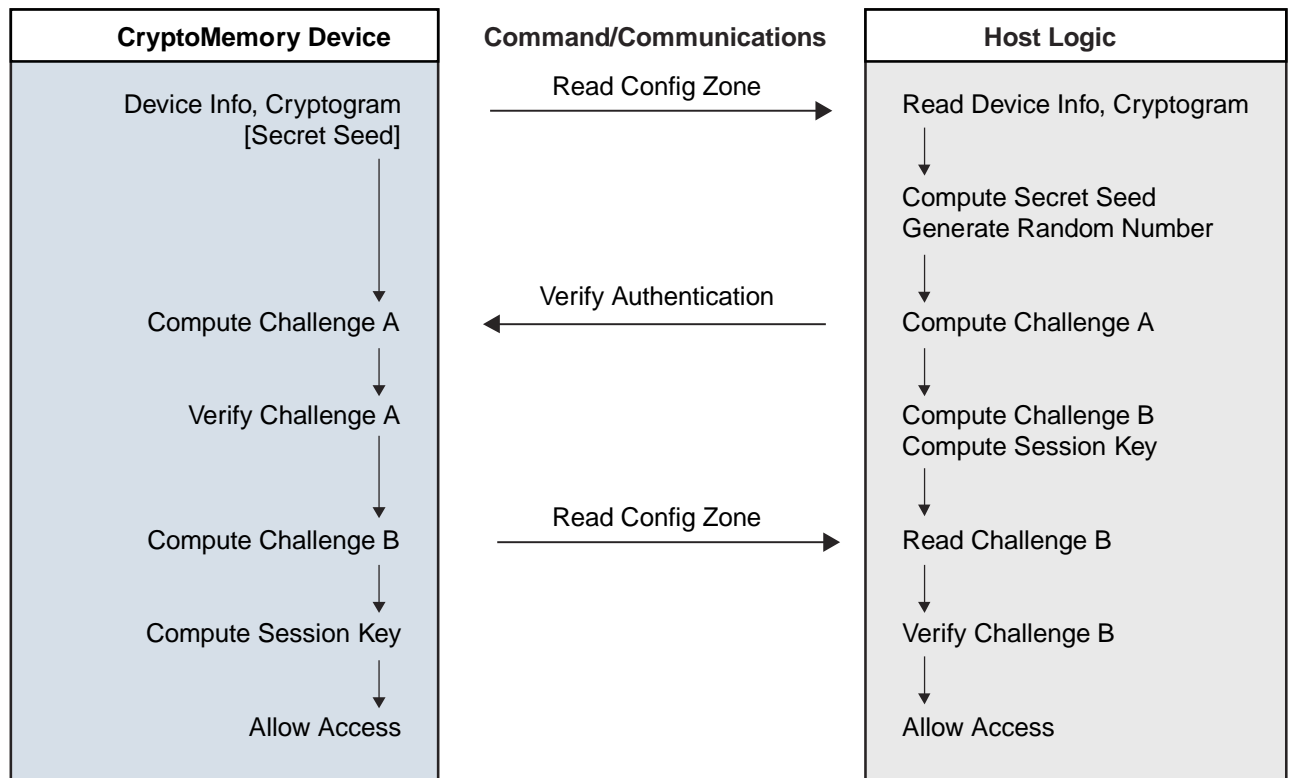 CryptoMemory Device
Command/Communications
Host Logic
Device Info, Cryptogram
[Secret Seed]
Read Config Zone
Read Device Info, Cryptogram
Compute Secret Seed
Generate Random Number
Compute Challenge A
Verify Authentication
Compute Challenge A
Verify Challenge A
Compute Challenge B
Compute Session Key
Compute Challenge B
Read Config Zone
Read Challenge B
Compute Session Key
Verify Challenge B
Allow Access
Allow Access